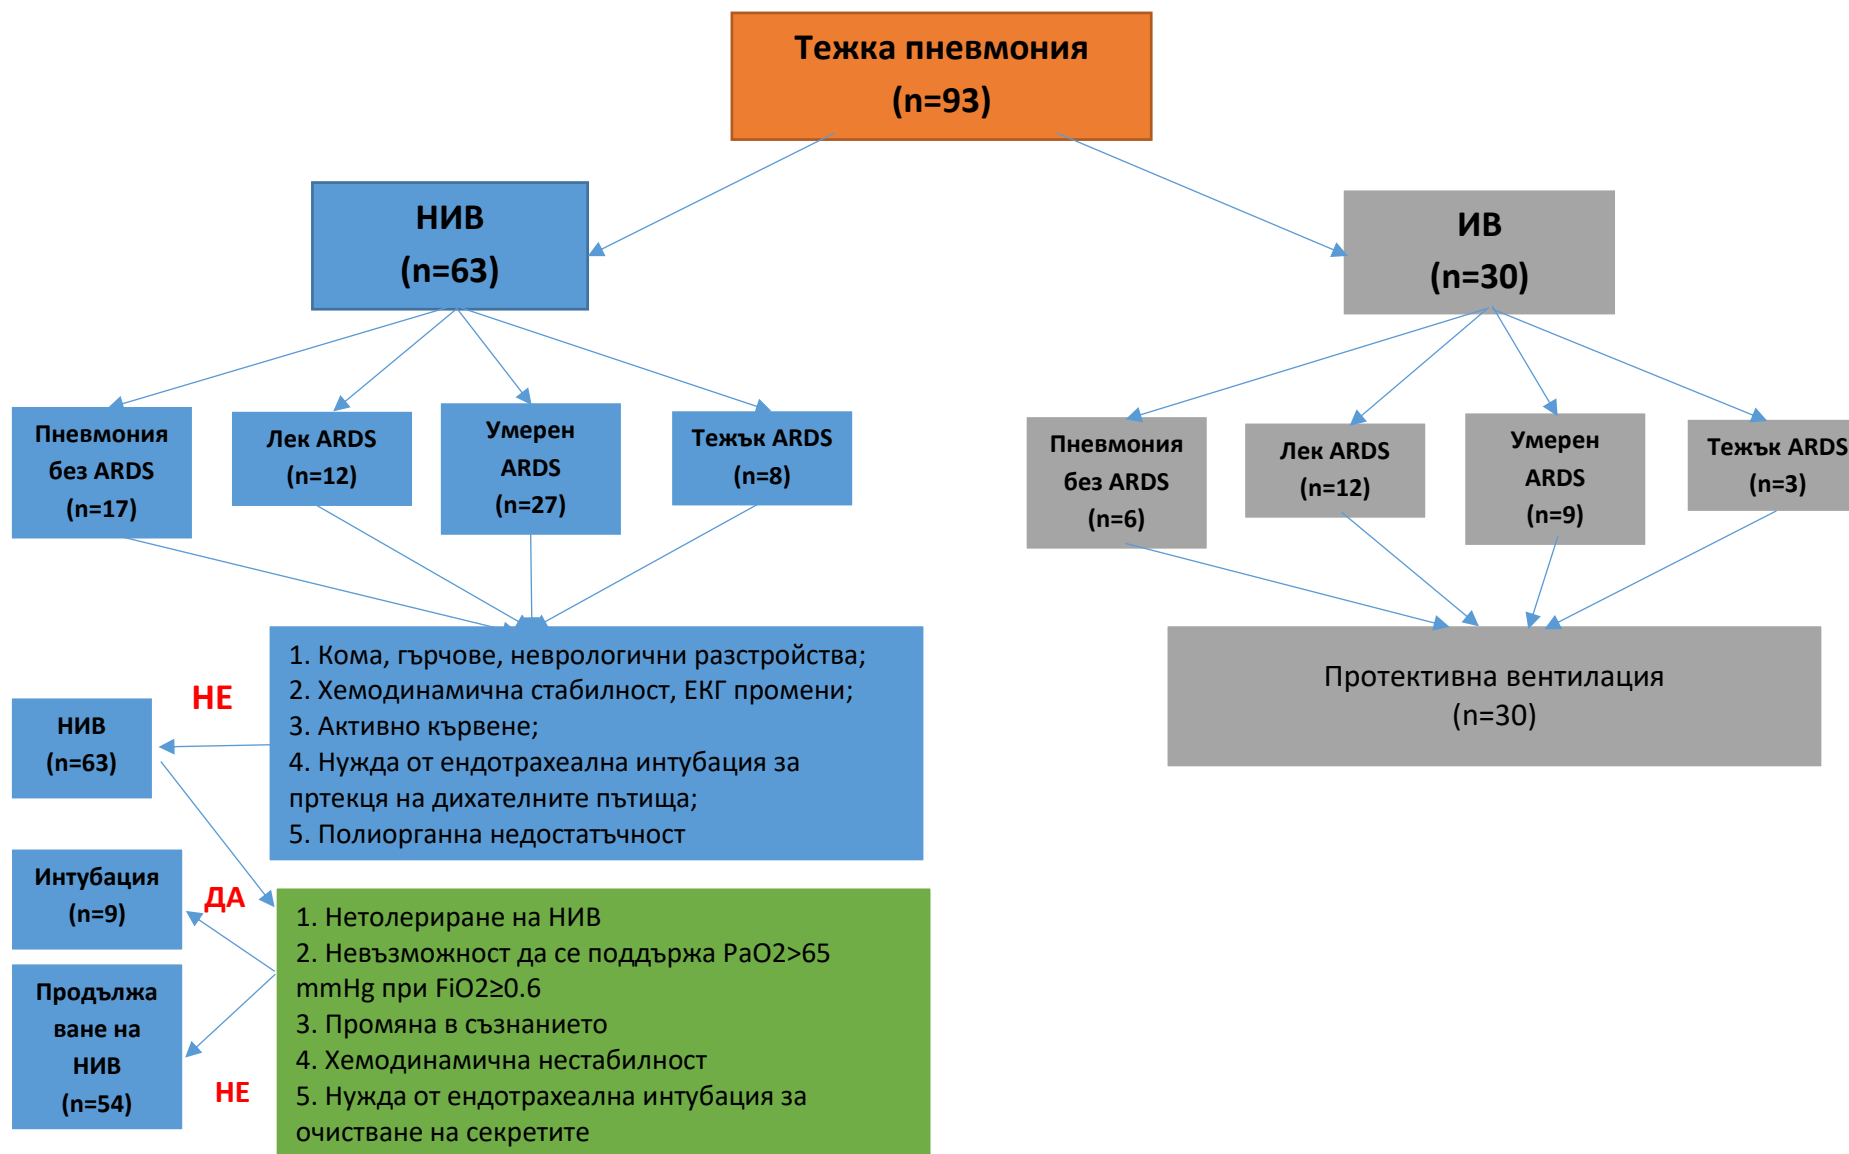 Тежка пневмония
(n=93)
НИВ
(n=63)
ИВ
(n=30)
Пневмония
без ARDS
(n=17)
Лек ARDS
(n=12)
Умерен
ARDS
(n=27)
Тежък ARDS
(n=8)
Пневмония
без ARDS
(n=6)
Лек ARDS
(n=12)
Умерен
ARDS
(n=9)
Тежък ARDS
(n=3)
1. Кома, гърчове, неврологични разстройства;
2. Хемодинамична стабилност, ЕКГ промени;
3. Активно кървене;
4. Нужда от ендотрахеална интубация за
пртекця на дихателните пътища;
5. Полиорганна недостатъчност
Протективна вентилация
(n=30)
НЕ
НИВ
(n=63)
Интубация
(n=9)
ДА
Продължа
ване на
НИВ
(n=54)
НЕ
1. Нетолериране на НИВ
2. Невъзможност да се поддържа PaO2>65
mmHg при FiO2≥0.6
3. Промяна в съзнанието
4. Хемодинамична нестабилност
5. Нужда от ендотрахеална интубация за
очистване на секретите